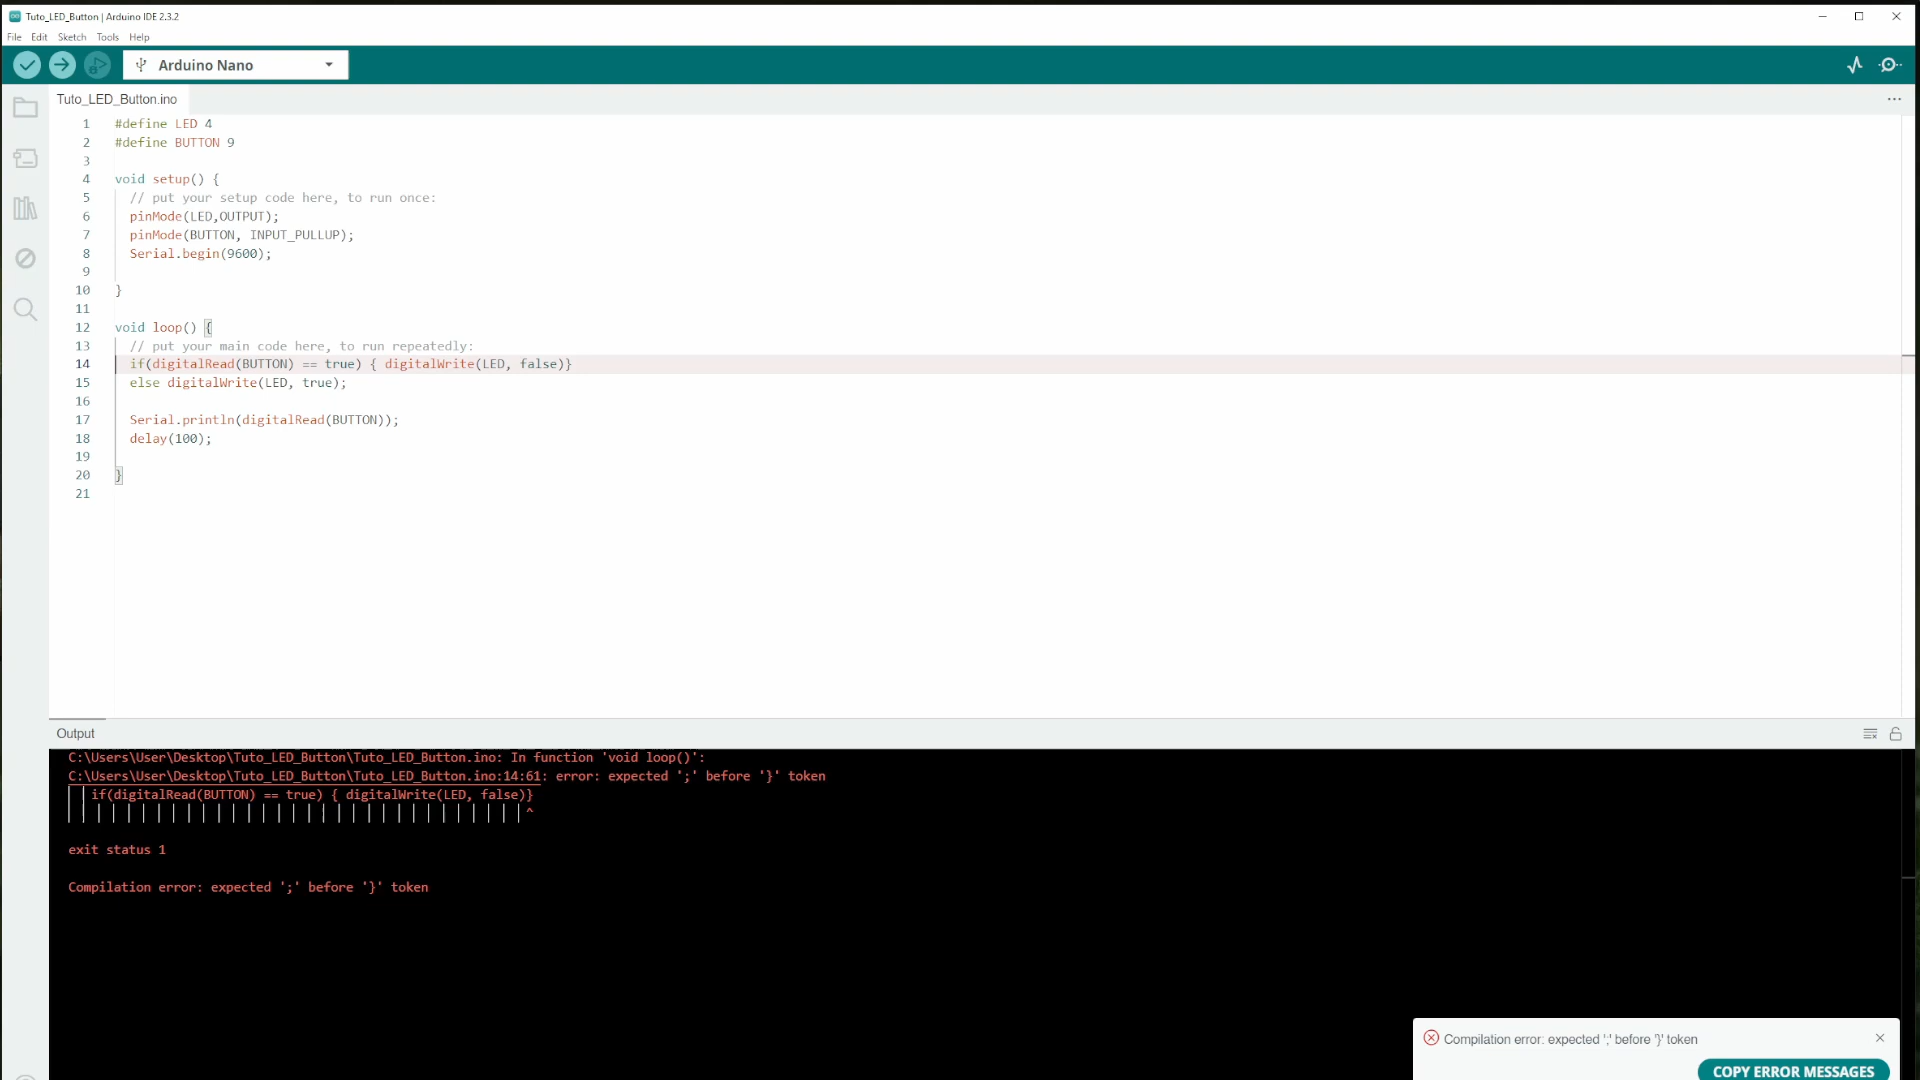 Tuto_LED_Button | Arduino IDE 2.3.2
File Edit Sketch Tools Help
Arduino Nano
Tuto_LED_Button.ino
1 #define LED 4
2 #define BUTTON 9
3
4 void setup() {
5 // put your setup code here, to run once:
6 pinMode(LED,OUTPUT);
7 pinMode(BUTTON, INPUT_PULLUP);
8 Serial.begin(9600);
9
10 }
11
12 void loop() {
13 // put your main code here, to run repeatedly:
14 if(digitalRead(BUTTON) == true) { digitalWrite(LED, false)}
15 else digitalWrite(LED, true);
16
17 Serial.println(digitalRead(BUTTON));
18 delay(100);
19
20 }
21
Output
C:\Users\User\Desktop\Tuto_LED_Button\Tuto_LED_Button.ino: In function 'void loop()':
C:\Users\User\Desktop\Tuto_LED_Button\Tuto_LED_Button.ino:14:61: error: expected ';' before '}' token
if(digitalRead(BUTTON) == true) { digitalWrite(LED, false)}
^
exit status 1
Compilation error: expected ';' before '}' token
Compilation error: expected ';' before '}' token
COPY ERROR MESSAGES